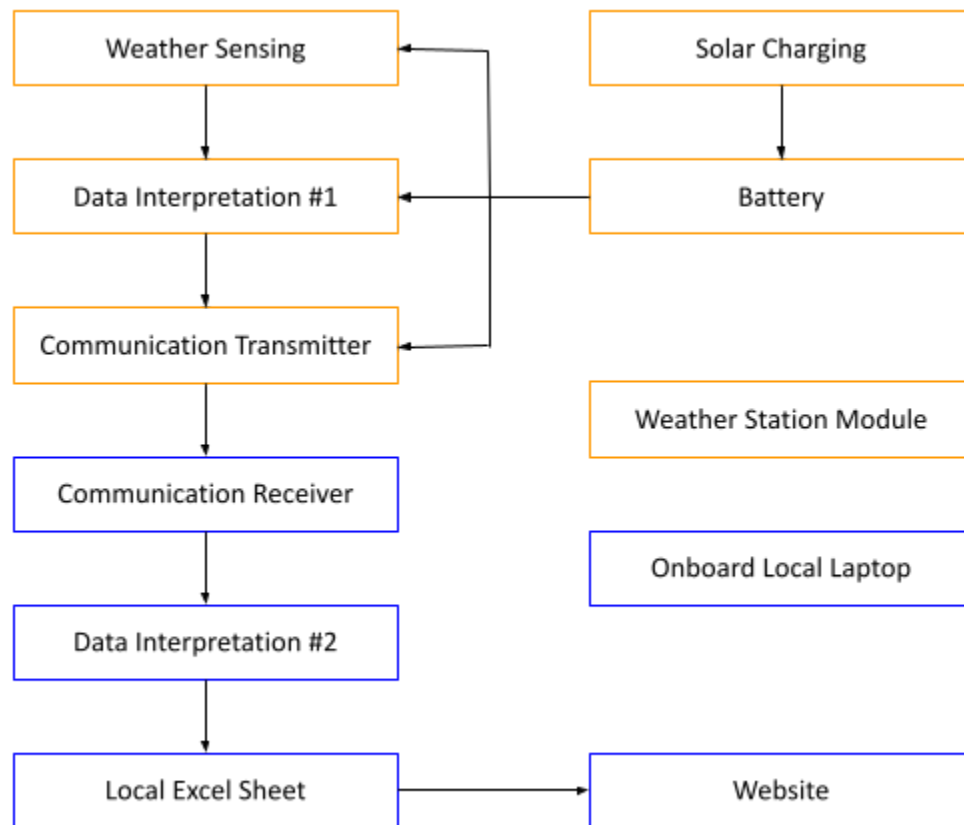 Weather Sensing
Solar Charging
Data Interpretation #1
Battery
Communication Transmitter
Weather Station Module
Communication Receiver
Onboard Local Laptop
Data Interpretation #2
Local Excel Sheet
Website